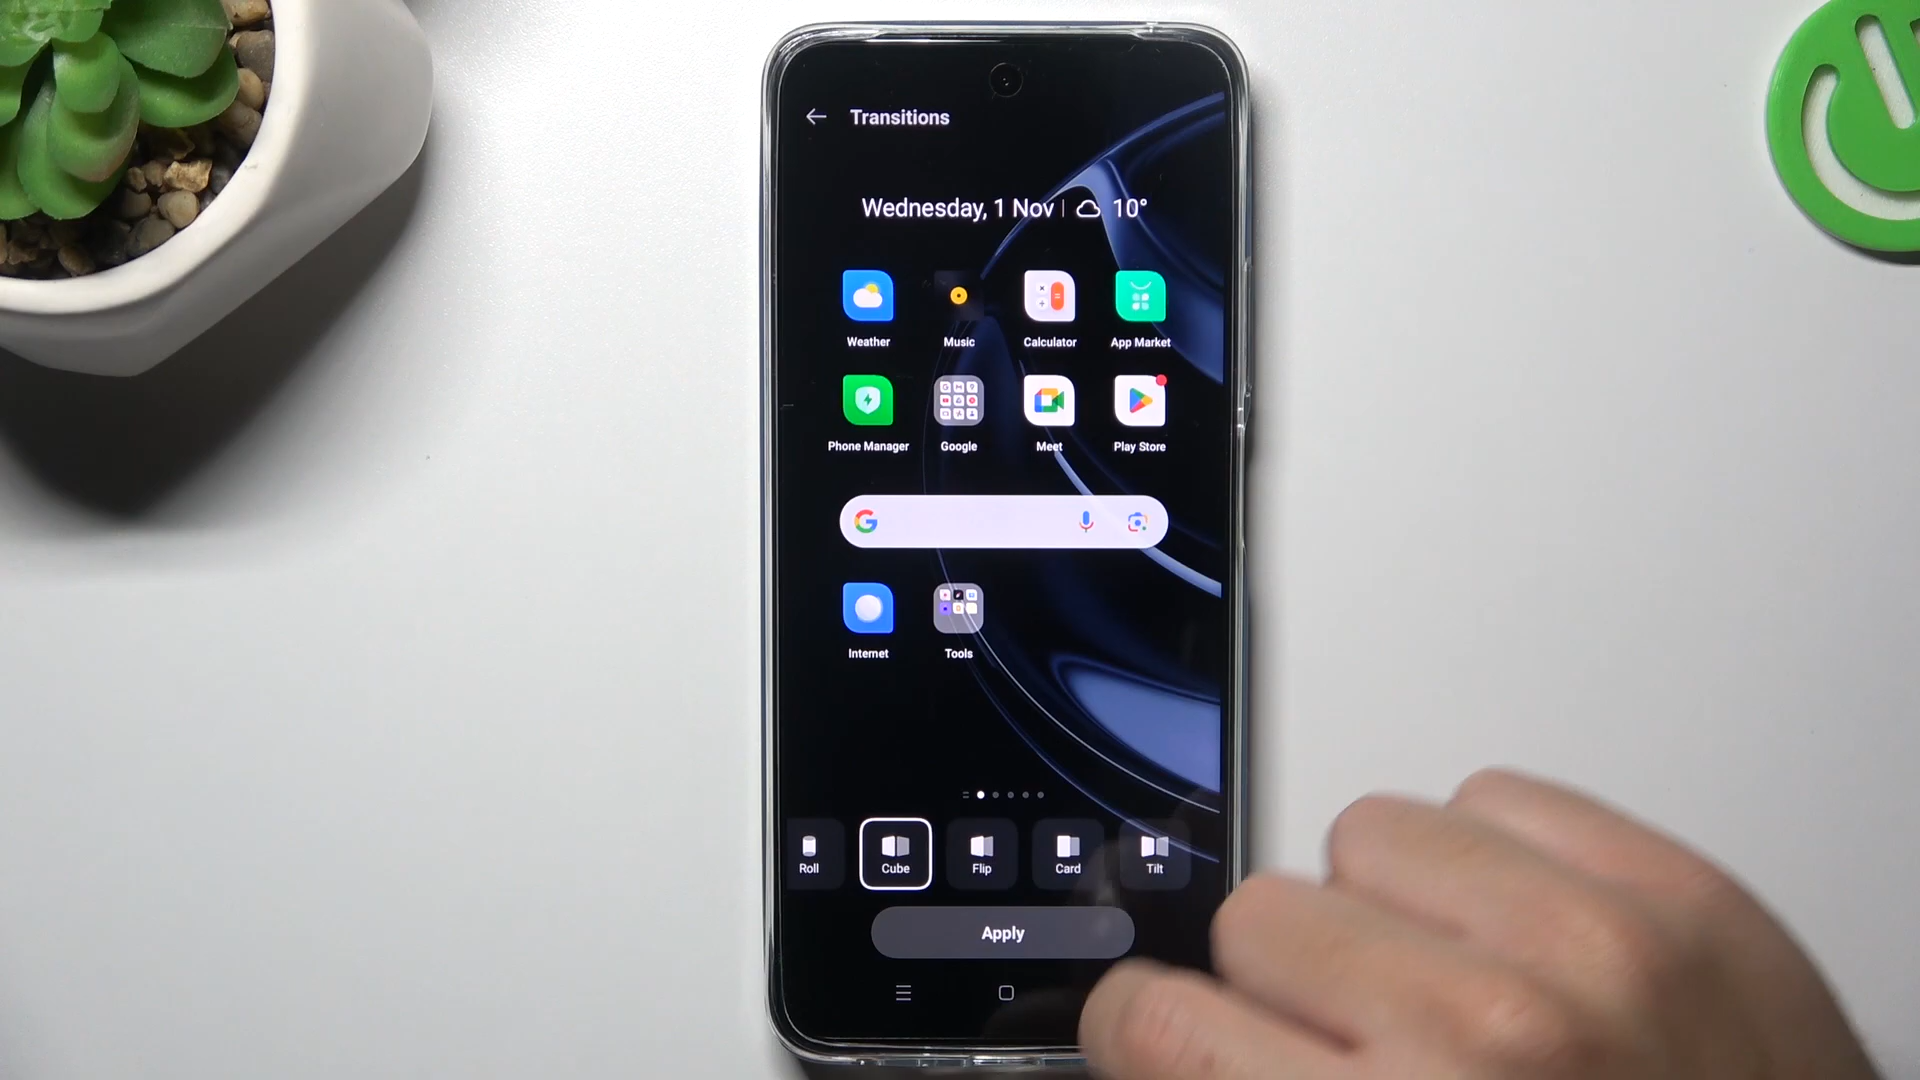 Transitions
Wednesday, 1 Nov 10°
Weather Music Calculator App Market
Phone Manager Google Meet Play Store
Internet Tools
Roll Cube Flip Card Tilt
Apply